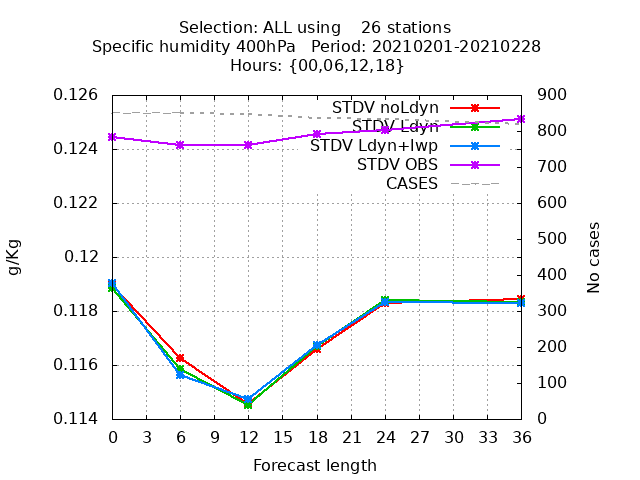 Selection: ALL using    26 stations
Specific humidity 400hPa   Period: 20210201-20210228
Hours: {00,06,12,18}
0.126
0.124
0.122
0.12
0.118
0.116
0.114
g/Kg
STDV noLdyn
STDV Ldyn
STDV Ldyn+lwp
STDV OBS
CASES
900
800
700
600
500
400
300
200
100
0
No cases
0 3 6 9 12 15 18 21 24 27 30 33 36
Forecast length